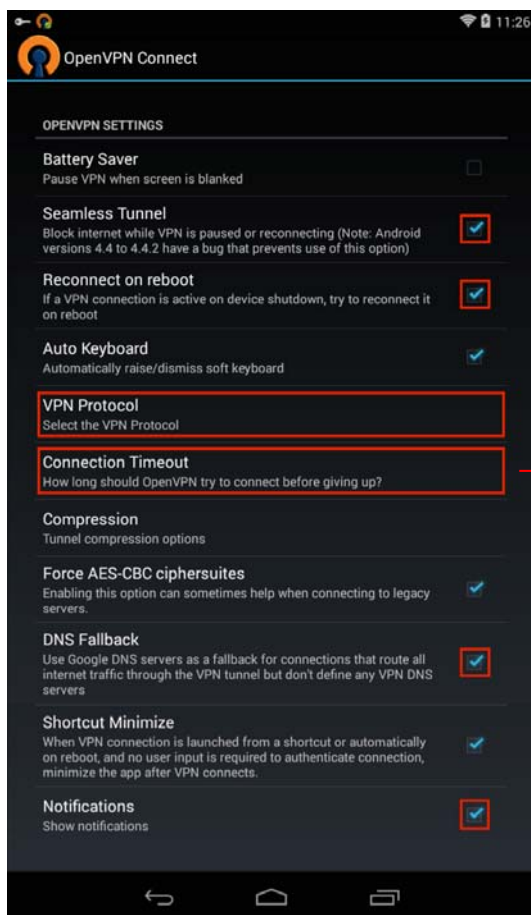 11:26
OpenVPN Connect
OPENVPN SETTINGS
Battery Saver
Pause VPN when screen is blanked
Seamless Tunnel
Block internet while VPN is paused or reconnecting (Note: Android
versions 4.4 to 4.4.2 have a bug that prevents use of this option)
Reconnect on reboot
If a VPN connection is active on device shutdown, try to reconnect it
on reboot
Auto Keyboard
Automatically raise/dismiss soft keyboard
VPN Protocol
Select the VPN Protocol
Connection Timeout
How long should OpenVPN try to connect before giving up?
Compression
Tunnel compression options
Force AES-CBC ciphersuites
Enabling this option can sometimes help when connecting to legacy
servers.
DNS Fallback
Use Google DNS servers as a fallback for connections that route all
internet traffic through the VPN tunnel but don't define any VPN DNS
servers
Shortcut Minimize
When VPN connection is launched from a shortcut or automatically
on reboot, and no user input is required to authenticate connection,
minimize the app after VPN connects.
Notifications
Show notifications